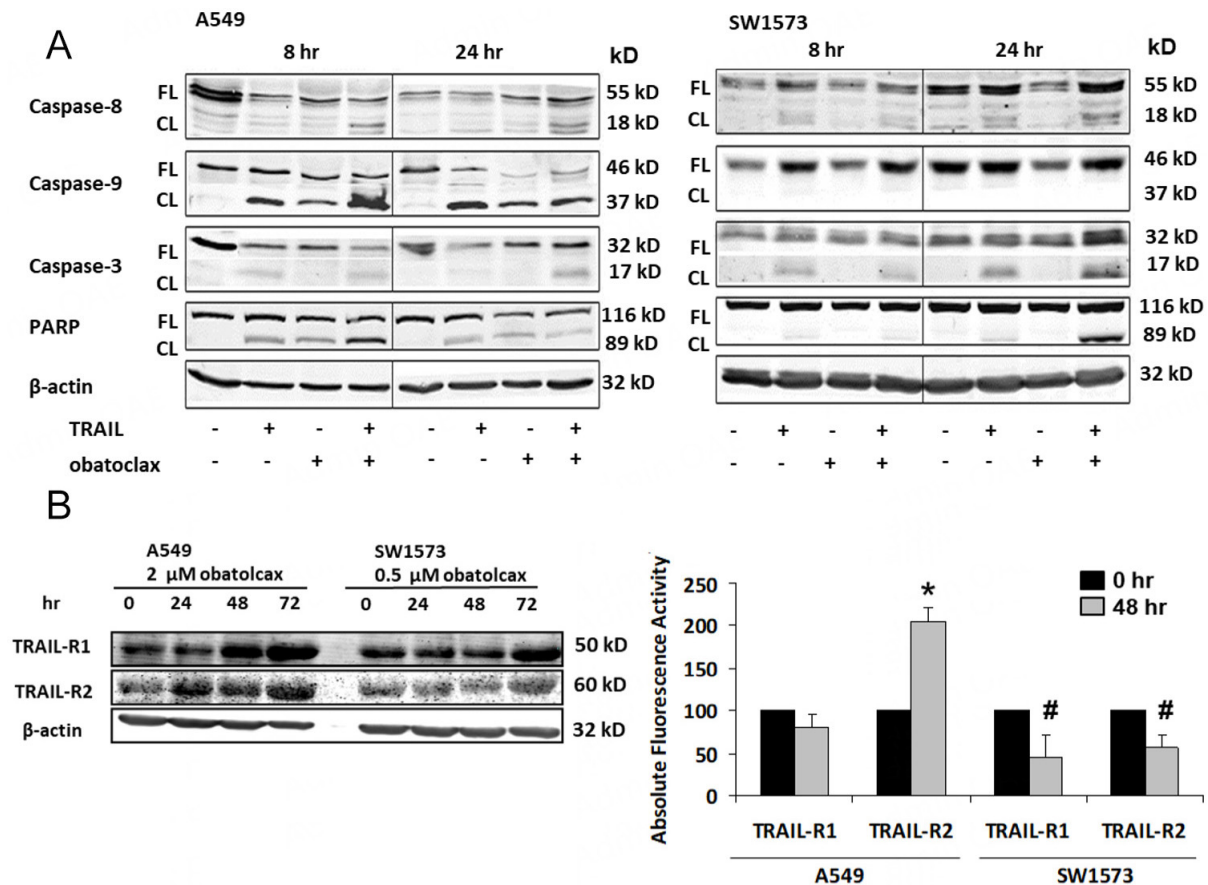 A
A549
8 hr 24 hr kD
Caspase-8 FL 55 kD
CL 18 kD
Caspase-9 FL 46 kD
CL 37 kD
Caspase-3 FL 32 kD
CL 17 kD
PARP FL 116 kD
CL 89 kD
β-actin 32 kD
TRAIL - + - + - + - +
obatoclax - - + + - - + +
SW1573
8 hr 24 hr kD
FL 55 kD
CL 18 kD
FL 46 kD
CL 37 kD
FL 32 kD
CL 17 kD
FL 116 kD
CL 89 kD
32 kD
- + - + - + - +
- - + + - - + +
B
A549 SW1573
2 μM obatolcax 0.5 μM obatolcax
hr 0 24 48 72 0 24 48 72
TRAIL-R1 50 kD
TRAIL-R2 60 kD
β-actin 32 kD
Absolute Fluorescence Activity
250
200
150
100
50
0
0 hr
48 hr
*
# #
TRAIL-R1 TRAIL-R2 TRAIL-R1 TRAIL-R2
A549 SW1573